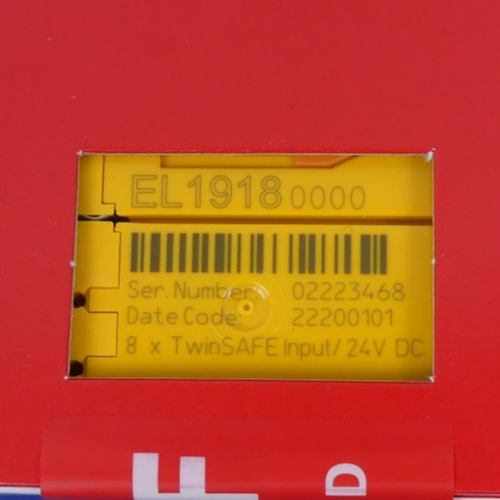 EL1918 0000
Ser. Number: 02223468
Date Code: 22200101
8 x TwinSAFE Input/ 24V DC